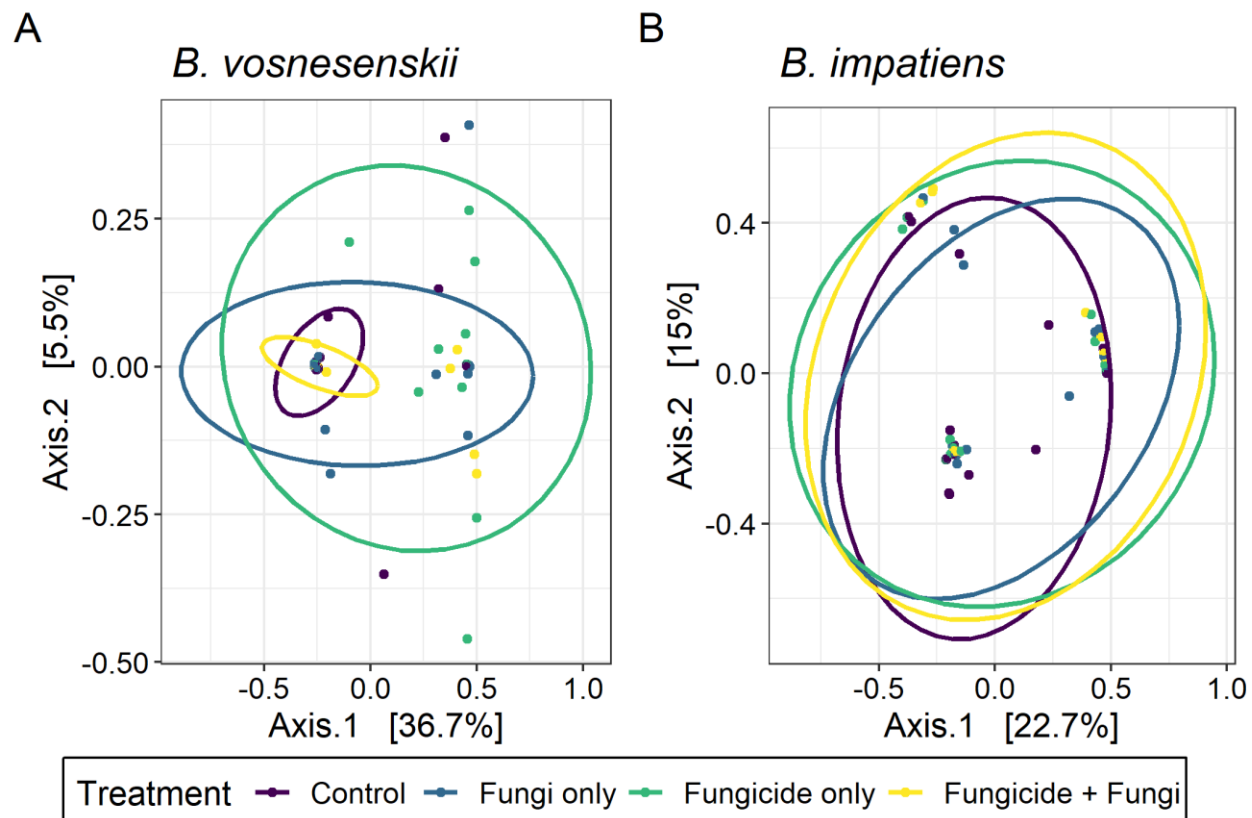 A
B. vosnesenskii
0.25
0.00
-0.25
-0.50
Axis.2 [5.5%]
-0.5 0.0 0.5 1.0
Axis.1 [36.7%]
B
B. impatiens
0.4
0.0
-0.4
Axis.2 [15%]
-0.5 0.0 0.5 1.0
Axis.1 [22.7%]
Treatment Control Fungi only Fungicide only Fungicide + Fungi